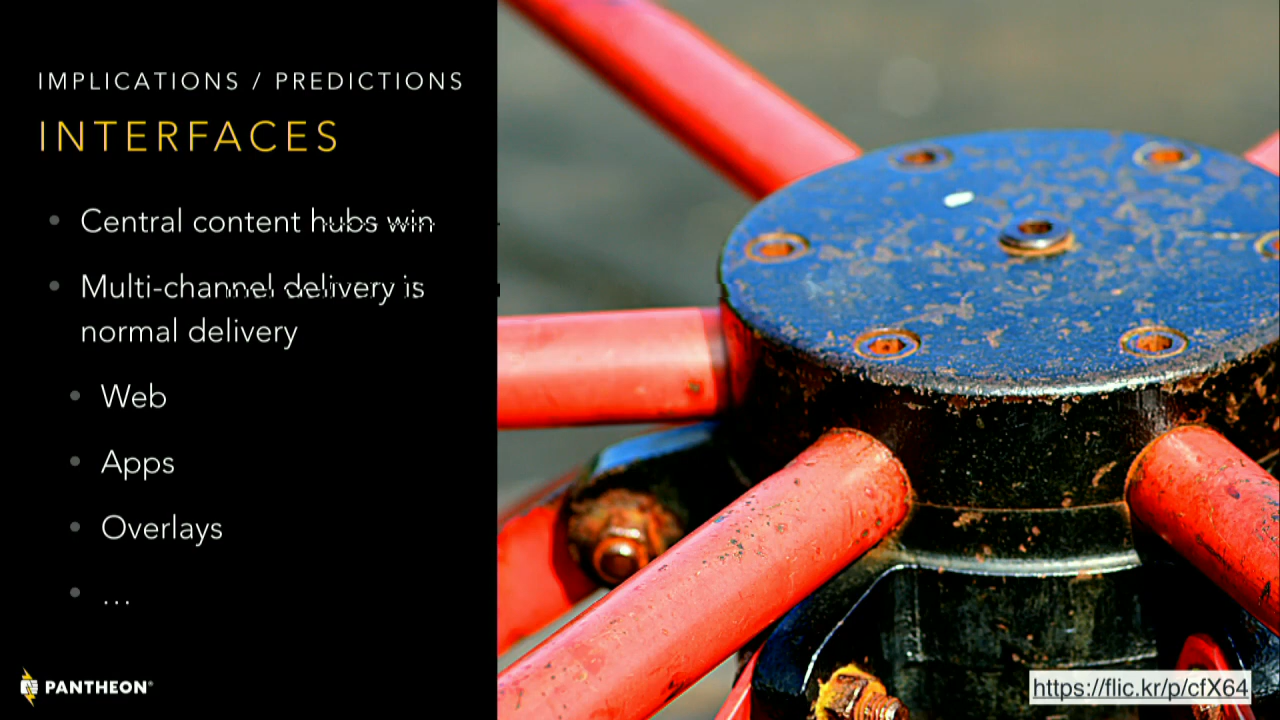 IMPLICATIONS / PREDICTIONS
INTERFACES
• Central content hubs win
• Multi-channel delivery is
normal delivery
• Web
• Apps
• Overlays
• …
PANTHEON®
https://flic.kr/p/cfX64